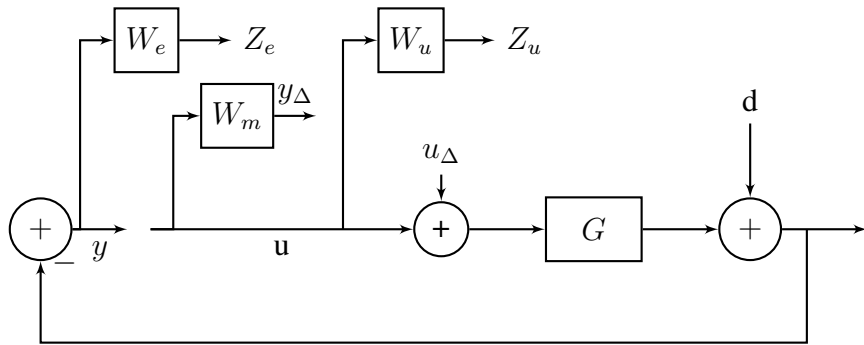 W_e Z_e W_u Z_u
W_m y_Δ
d
u_Δ
+ y u + G +
−